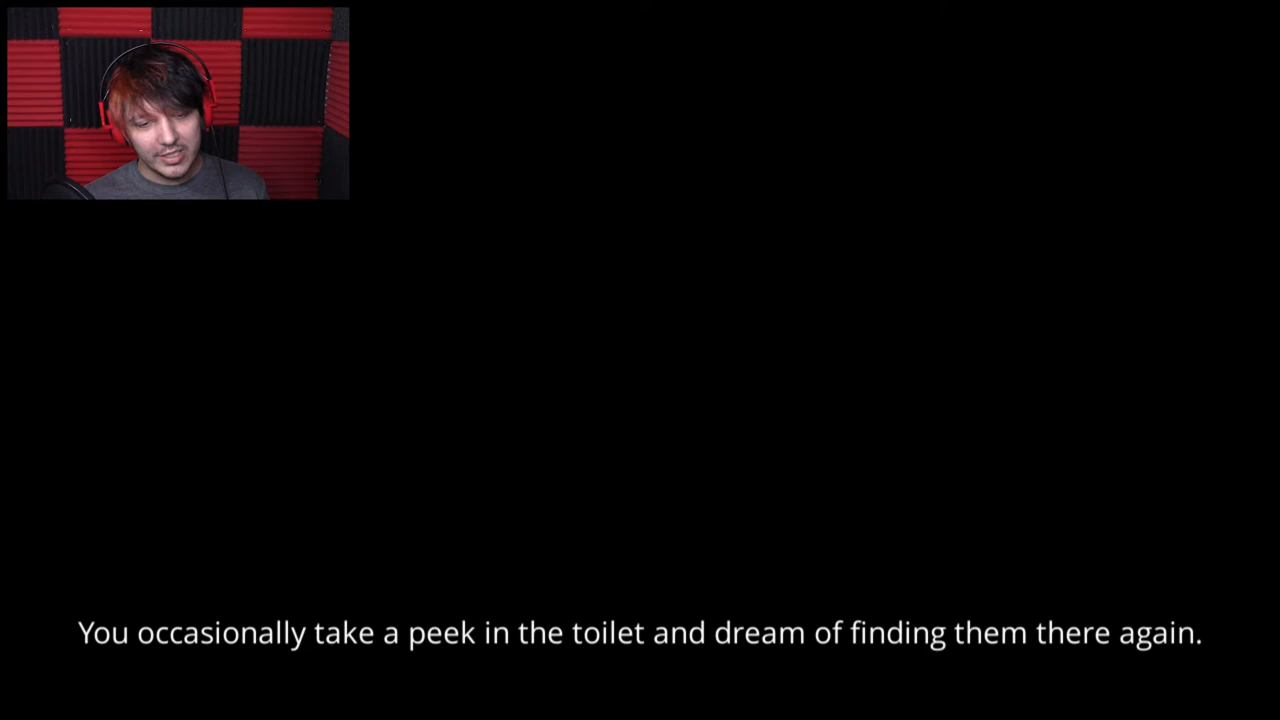 You occasionally take a peek in the toilet and dream of finding them there again.